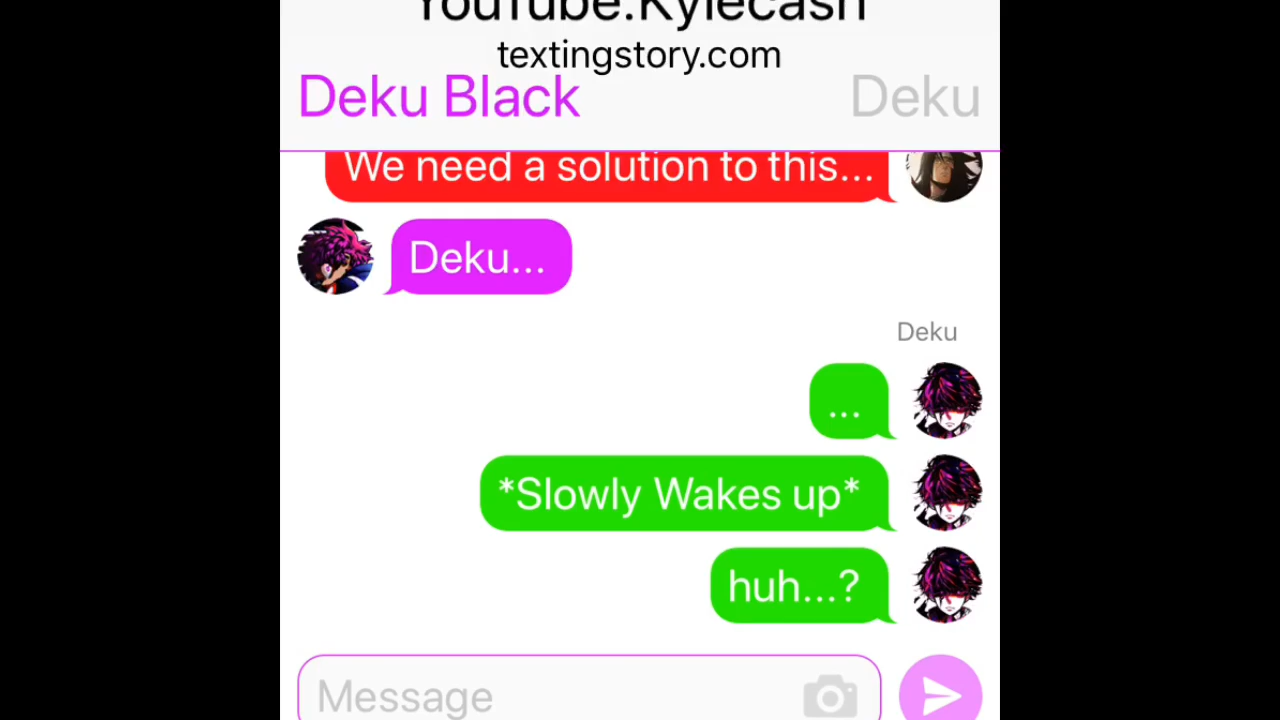 YouTube.Kylecash
textingstory.com
Deku Black Deku
We need a solution to this...
Deku...
Deku
...
*Slowly Wakes up*
huh...?
Message